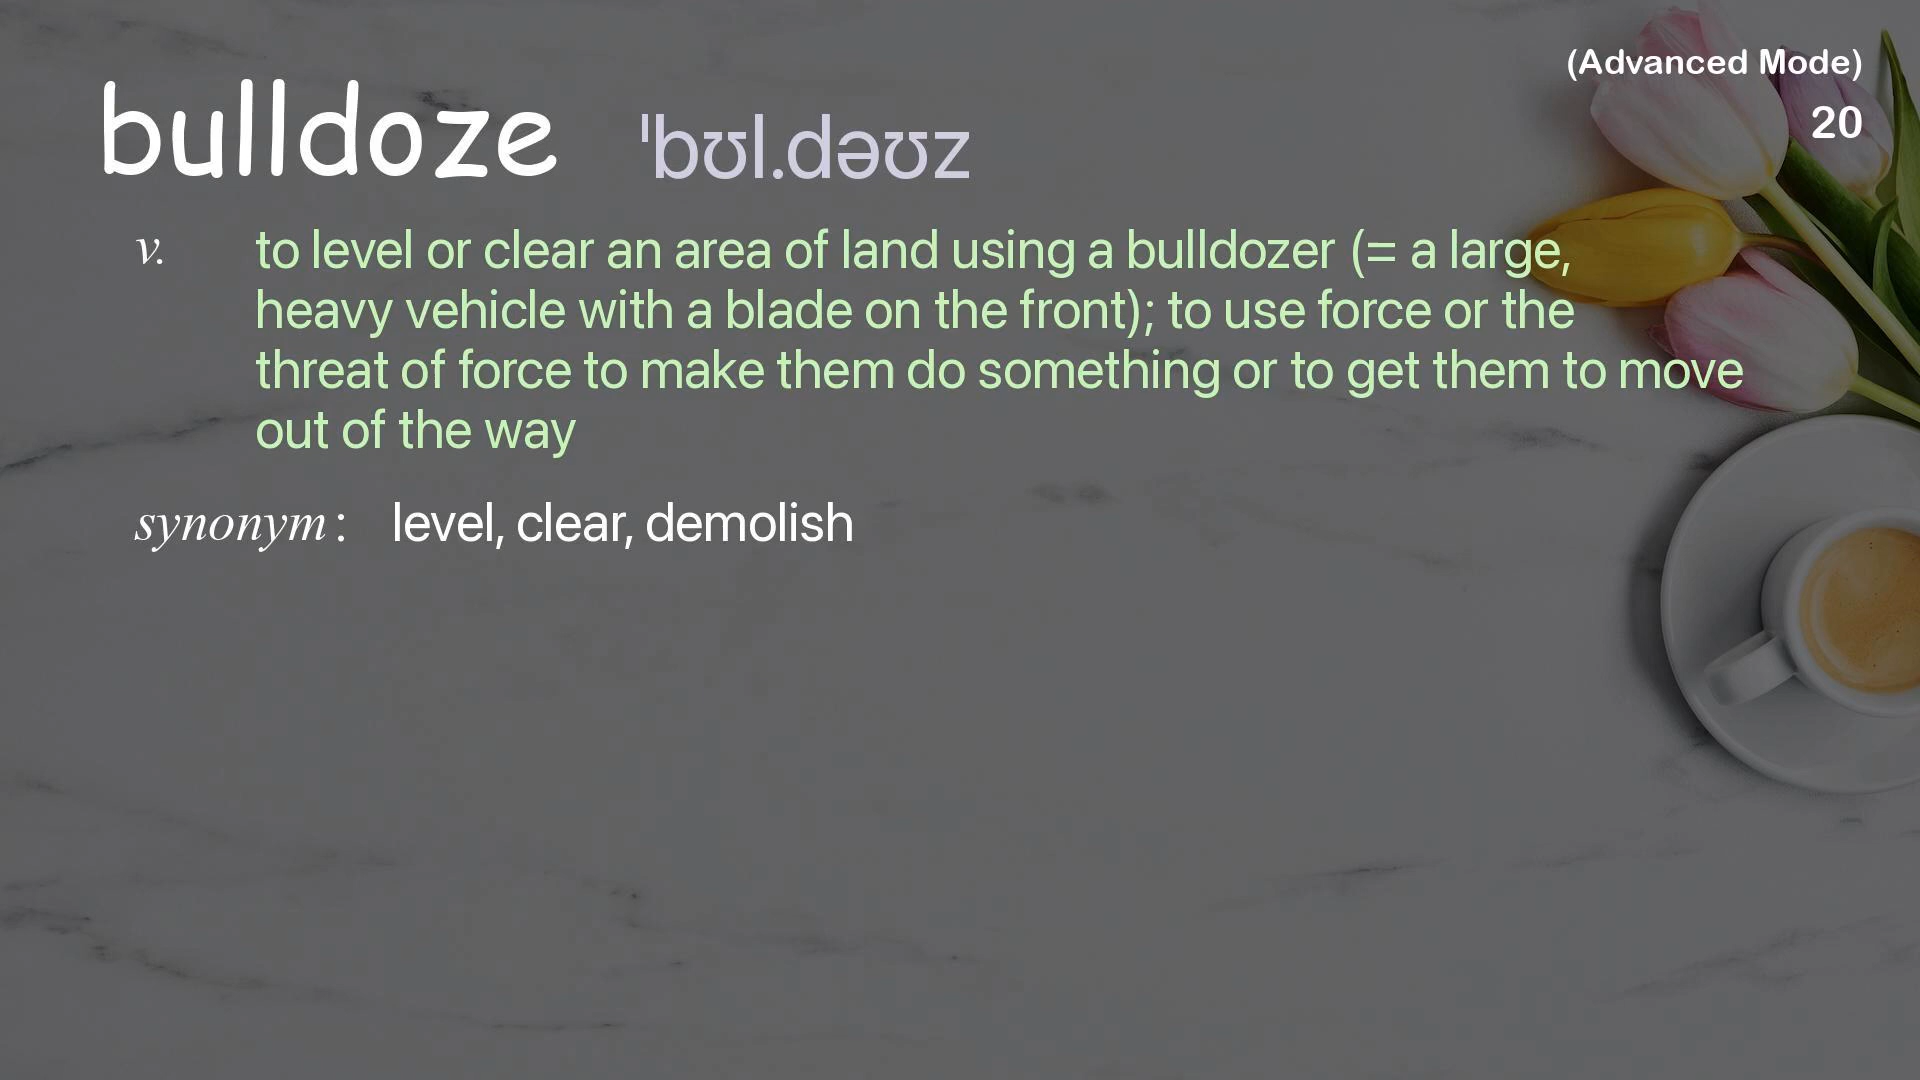 (Advanced Mode)
20
bulldoze ˈbʊl.dəʊz
v. to level or clear an area of land using a bulldozer (= a large,
heavy vehicle with a blade on the front); to use force or the
threat of force to make them do something or to get them to move
out of the way
synonym: level, clear, demolish